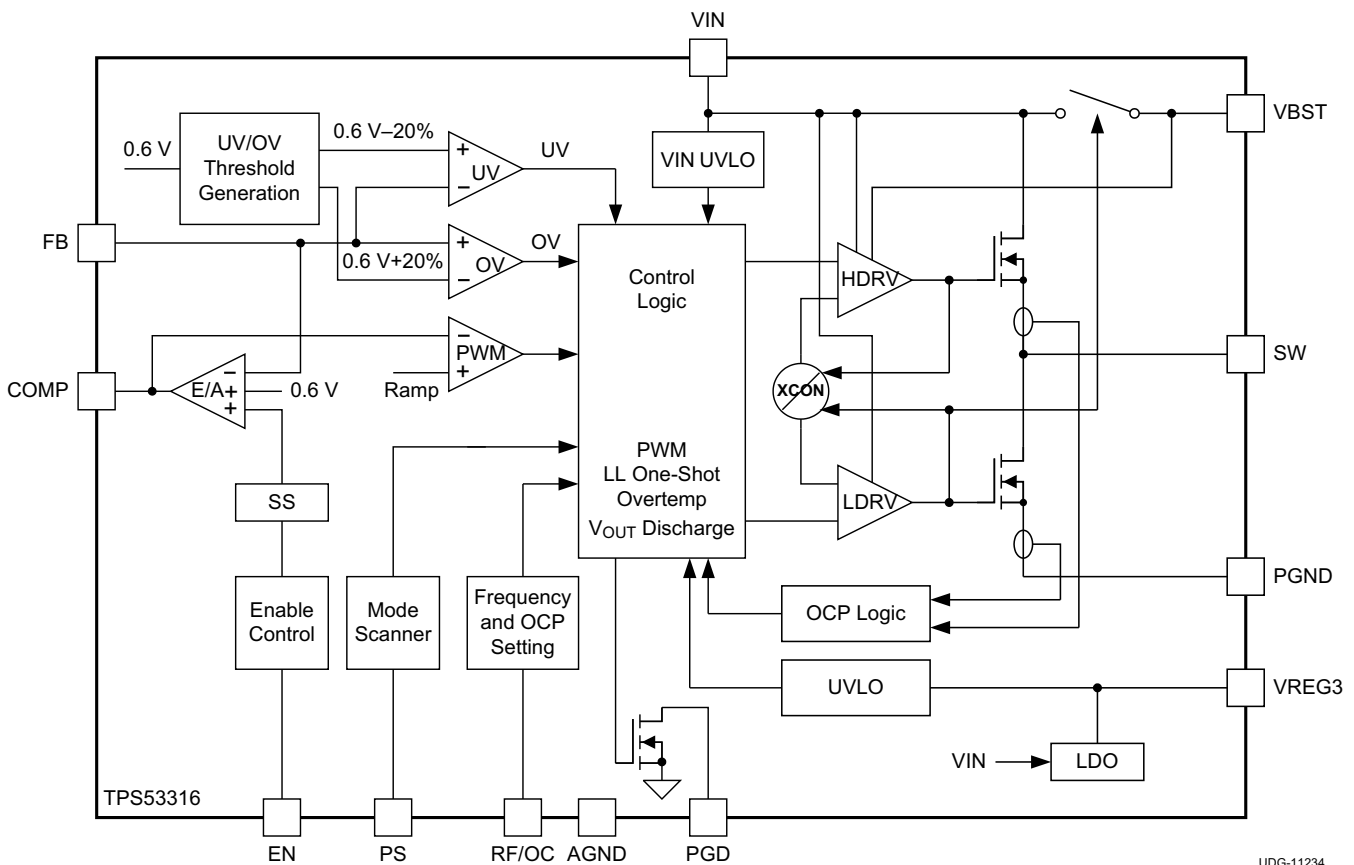 VIN
VBST
0.6 V
UV/OV
Threshold
Generation
0.6 V–20%
+
UV
–
UV
VIN UVLO
FB
0.6 V+20%
+
OV
–
OV
Control
Logic
HDRV
COMP
E/A
–
+
+
0.6 V
–
PWM
+
Ramp
XCON
SW
PWM
LL One-Shot
Overtemp
VOUT Discharge
LDRV
SS
Enable
Control
Mode
Scanner
Frequency
and OCP
Setting
OCP Logic
PGND
UVLO
VREG3
VIN
LDO
TPS53316
EN
PS
RF/OC
AGND
PGD
UDG-11234